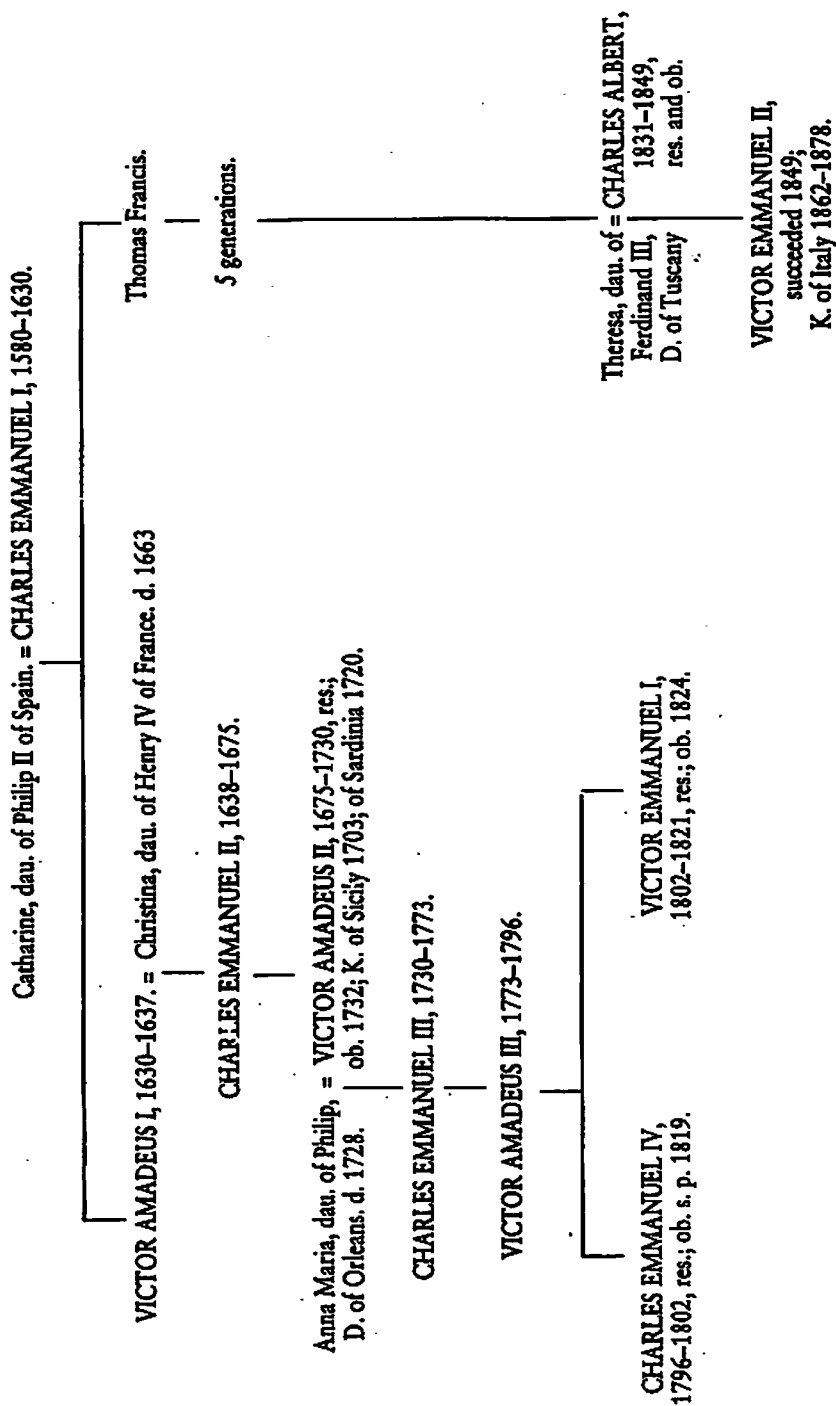 Catharine, dau. of Philip II of Spain. = CHARLES EMMANUEL I, 1580–1630.
VICTOR AMADEUS I, 1630–1637. = Christina, dau. of Henry IV of France. d. 1663
Thomas Francis.
5 generations.
CHARLES EMMANUEL II, 1638–1675.
Anna Maria, dau. of Philip, = VICTOR AMADEUS II, 1675–1730, res.;
D. of Orleans. d. 1728. ob. 1732; K. of Sicily 1703; of Sardinia 1720.
CHARLES EMMANUEL III, 1730–1773.
VICTOR AMADEUS III, 1773–1796.
CHARLES EMMANUEL IV,
1796–1802, res.; ob. s. p. 1819.
VICTOR EMMANUEL I,
1802–1821, res.; ob. 1824.
Theresa, dau. of = CHARLES ALBERT,
Ferdinand III, 1831–1849,
D. of Tuscany res. and ob.
VICTOR EMMANUEL II,
succeeded 1849;
K. of Italy 1862–1878.